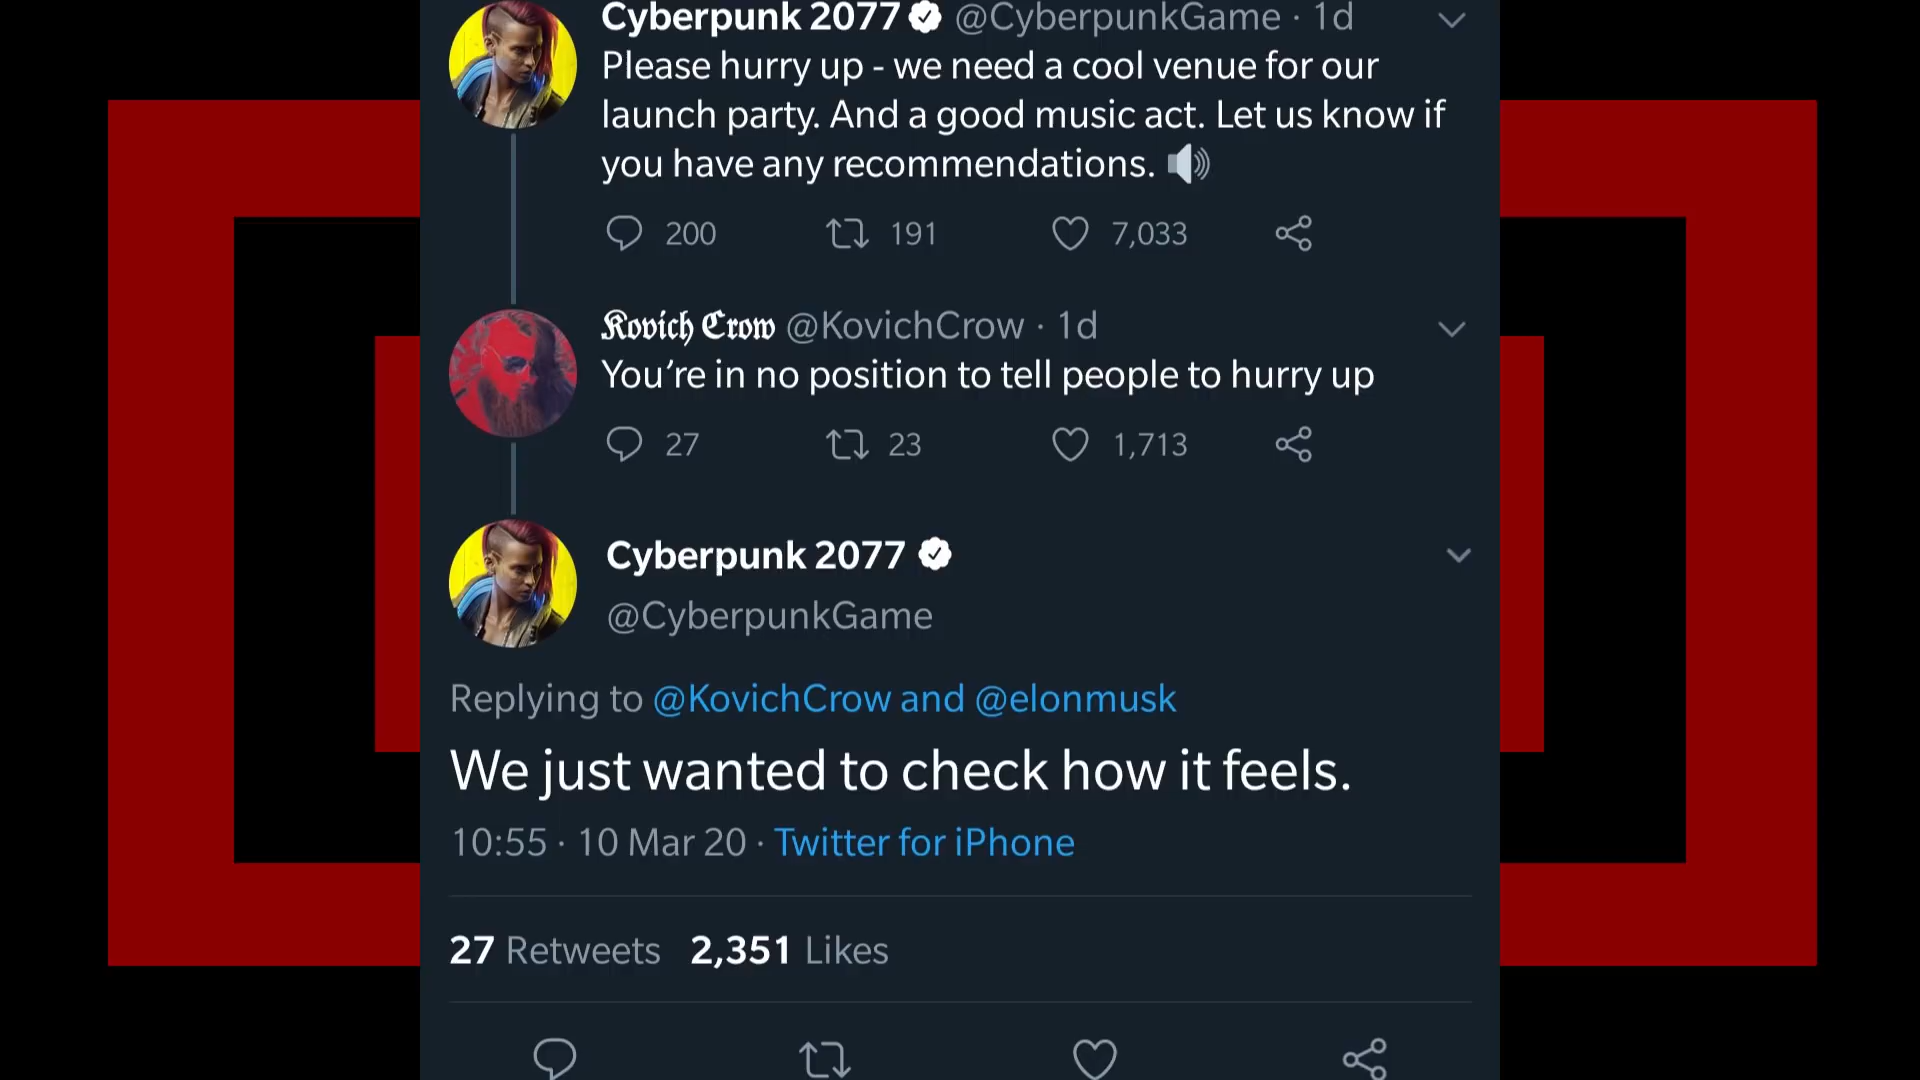 Cyberpunk 2077 @CyberpunkGame · 1d
Please hurry up - we need a cool venue for our
launch party. And a good music act. Let us know if
you have any recommendations. 🔊
200 191 7,033
Kovich Crow @KovichCrow · 1d
You’re in no position to tell people to hurry up
27 23 1,713
Cyberpunk 2077
@CyberpunkGame
Replying to @KovichCrow and @elonmusk
We just wanted to check how it feels.
10:55 · 10 Mar 20 · Twitter for iPhone
27 Retweets 2,351 Likes